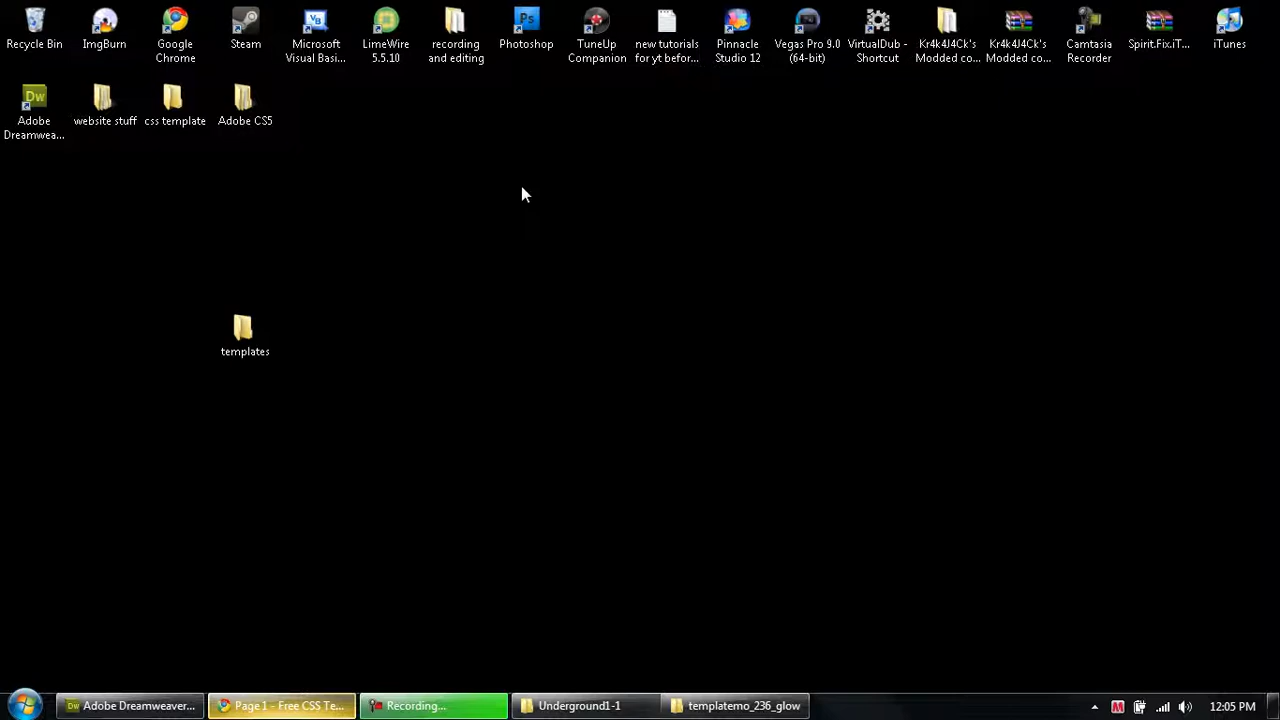 Recycle Bin
ImgBurn
Google
Chrome
Steam
Microsoft
Visual Basi...
LimeWire
5.5.10
recording
and editing
Ps
Photoshop
TuneUp
Companion
new tutorials
for yt befor...
Pinnacle
Studio 12
Vegas Pro 9.0
(64-bit)
VirtualDub -
Shortcut
Kr4k4J4Ck's
Modded co...
Kr4k4J4Ck's
Modded co...
Camtasia
Recorder
Spirit.Fix.iT...
iTunes
Dw
Adobe
Dreamwea...
website stuff
css template
Adobe CS5
templates
Dw Adobe Dreamweaver...
Page 1 - Free CSS Te...
Recording...
Underground1-1
templatemo_236_glow
12:05 PM